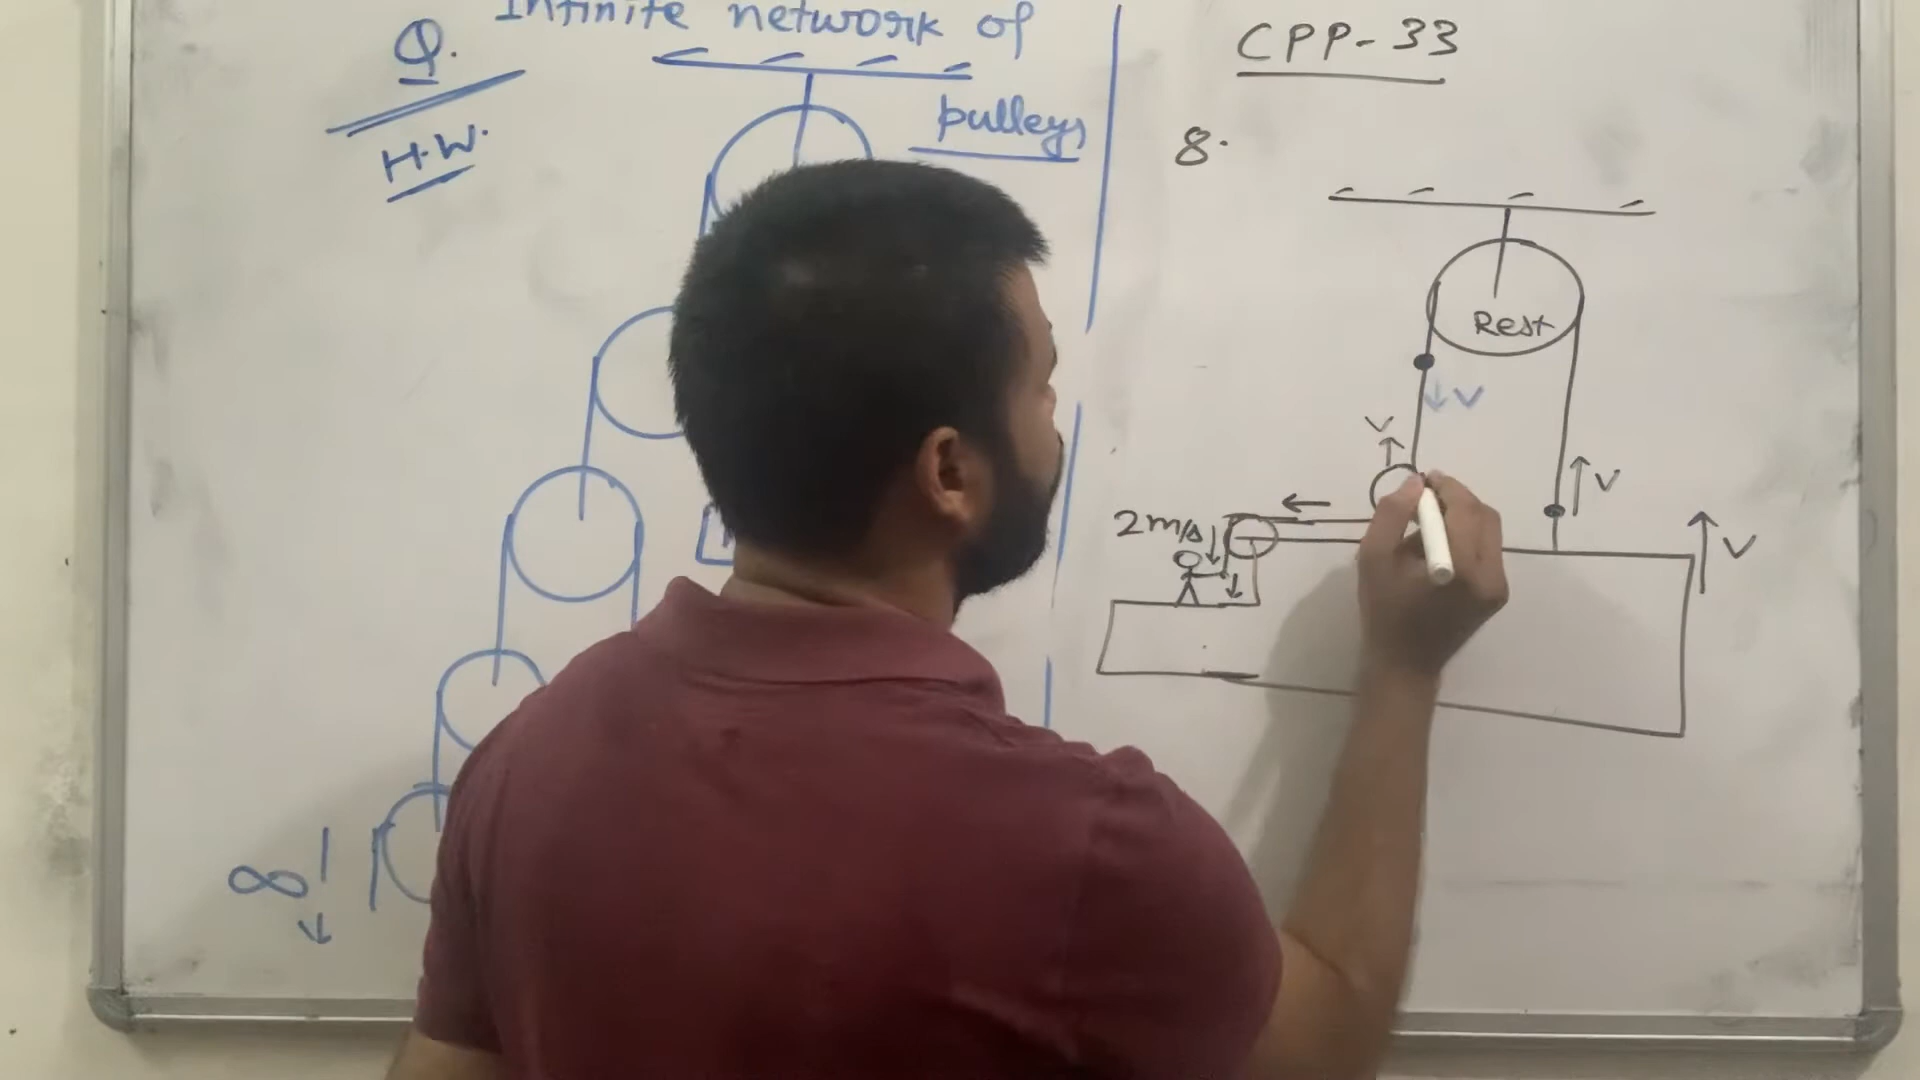 Q. Infinite network of
pulleys
H.W.
∞
CPP-33
8.
Rest
↓ V
V
↑
↑ V
↑ V
←
2m/s ↓
↓